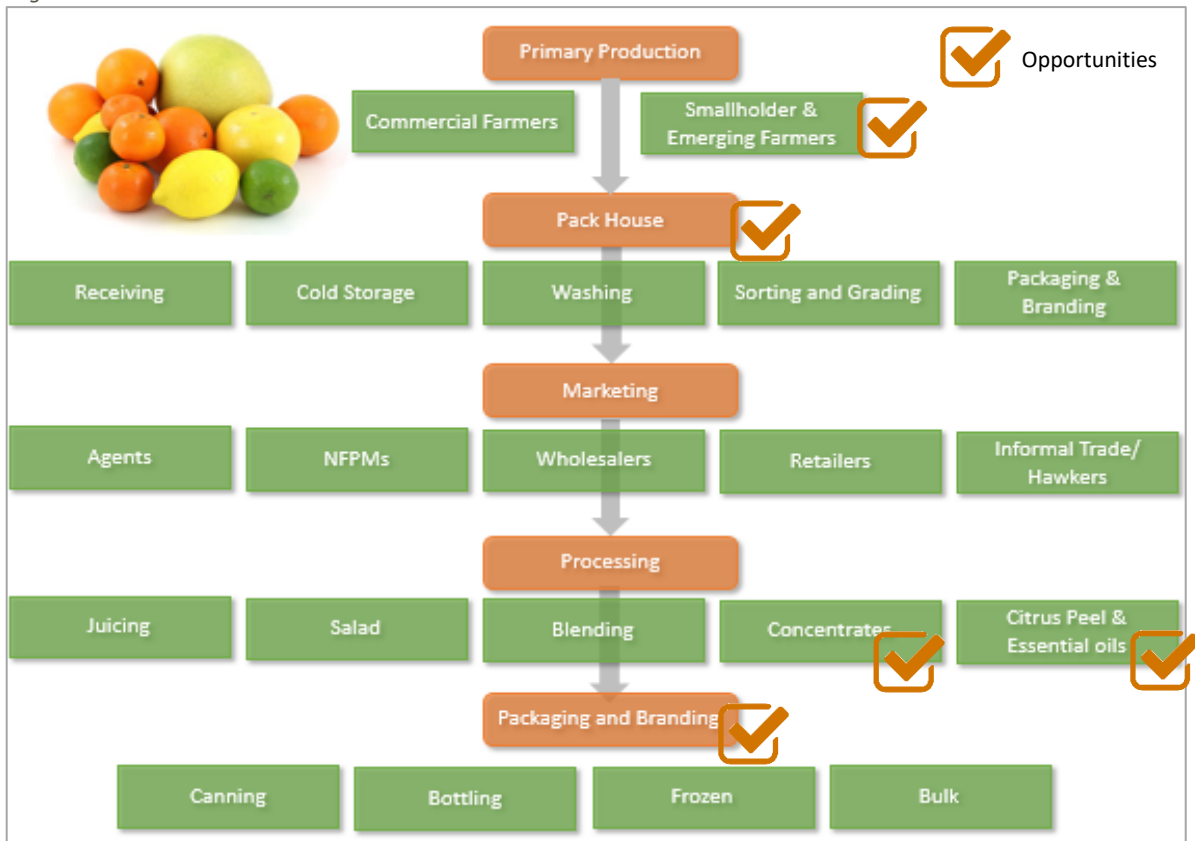 Primary Production
Opportunities
Commercial Farmers
Smallholder &
Emerging Farmers
Pack House
Receiving
Cold Storage
Washing
Sorting and Grading
Packaging &
Branding
Marketing
Agents
NFPMs
Wholesalers
Retailers
Informal Trade/
Hawkers
Processing
Juicing
Salad
Blending
Concentrates
Citrus Peel &
Essential oils
Packaging and Branding
Canning
Bottling
Frozen
Bulk